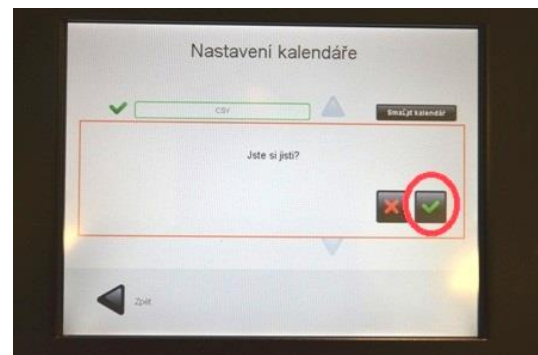 Nastavení kalendáře
CSV
Smazat kalendář
Jste si jisti?
Zpět